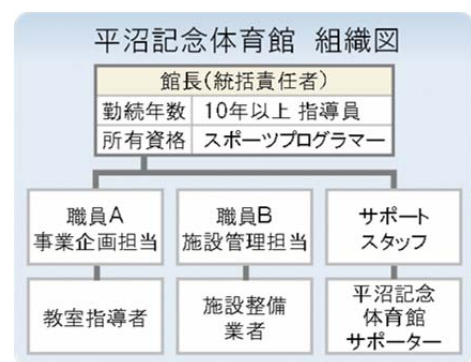 平沼記念体育館 組織図
館長(統括責任者)
勤続年数 10年以上 指導員
所有資格 スポーツプログラマー
職員A
事業企画担当
職員B
施設管理担当
サポート
スタッフ
教室指導者
施設整備
業者
平沼記念
体育館
サポーター